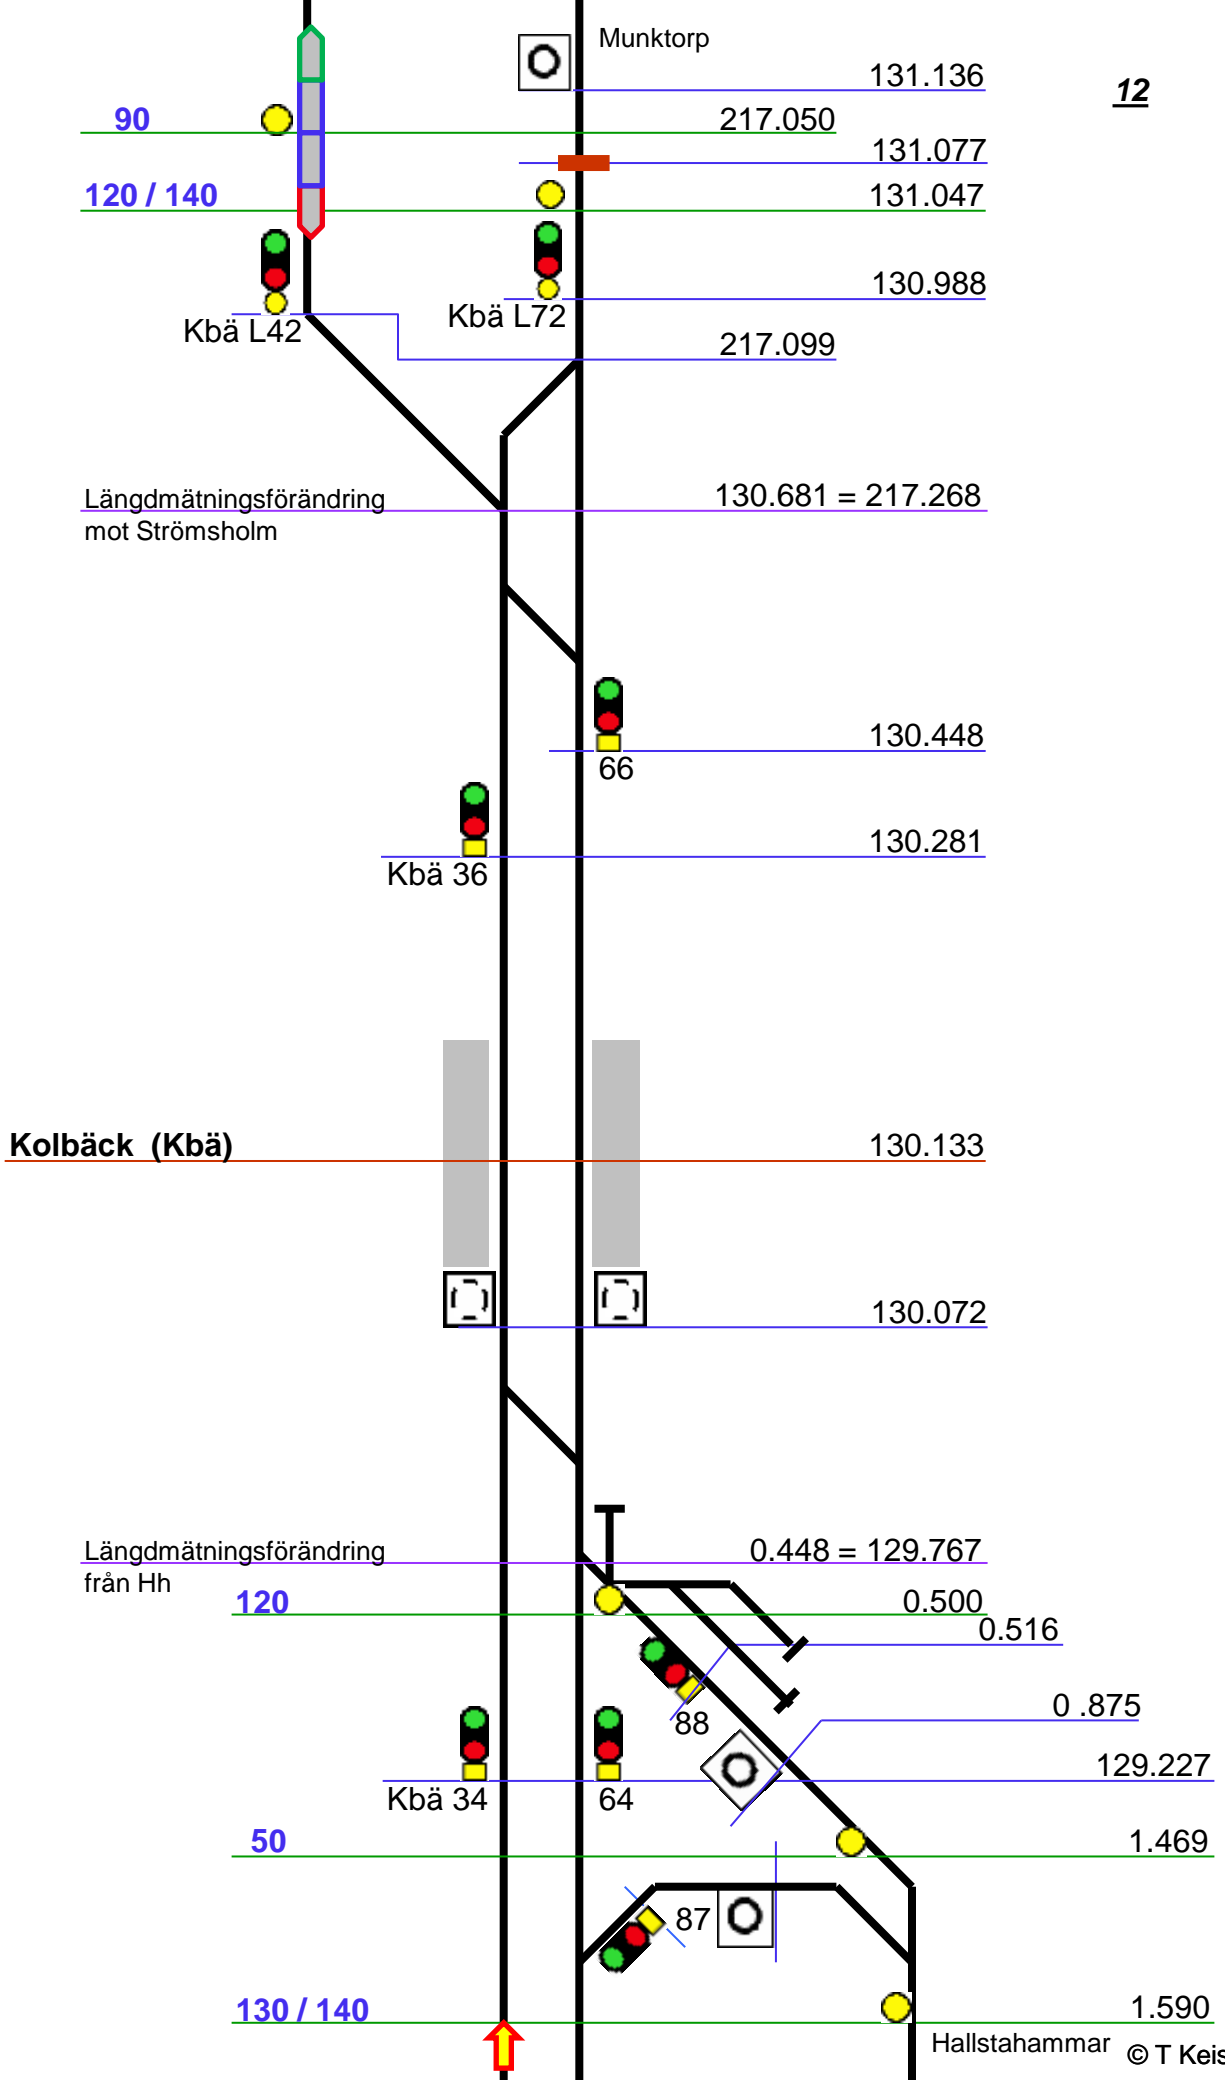 Munktorp
131.136
12
90
217.050
131.077
120 / 140
131.047
130.988
Kbä L42
Kbä L72
217.099
Längdmätningsförändring
mot Strömsholm
130.681 = 217.268
130.448
66
130.281
Kbä 36
Kolbäck (Kbä)
130.133
130.072
Längdmätningsförändring
från Hh
0.448 = 129.767
120
0.500
0.516
88
0 .875
129.227
Kbä 34
64
50
1.469
87
130 / 140
1.590
Hallstahammar
© T Keis